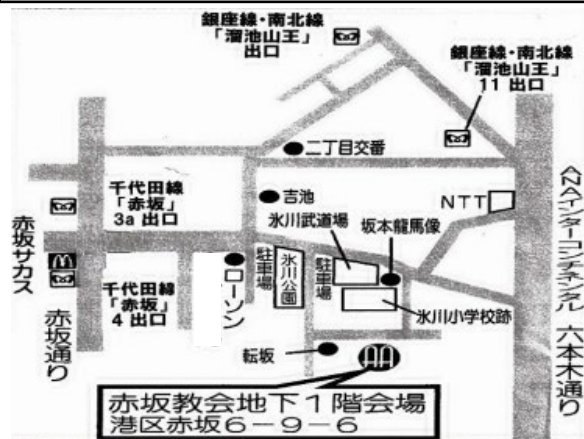 銀座線・南北線
「溜池山王」
出口
銀座線・南北線
「溜池山王」
11 出口
二丁目交番
千代田線
「赤坂」
3a 出口
吉池
氷川武道場
坂本龍馬像
NTT
ANAインターコンチネンタル
赤坂サカス
千代田線
「赤坂」
4 出口
ローソン
駐車場
氷川公園
駐車場
氷川小学校跡
赤坂通り
六本木通り
転坂
AA
赤坂教会地下1階会場
港区赤坂6-9-6